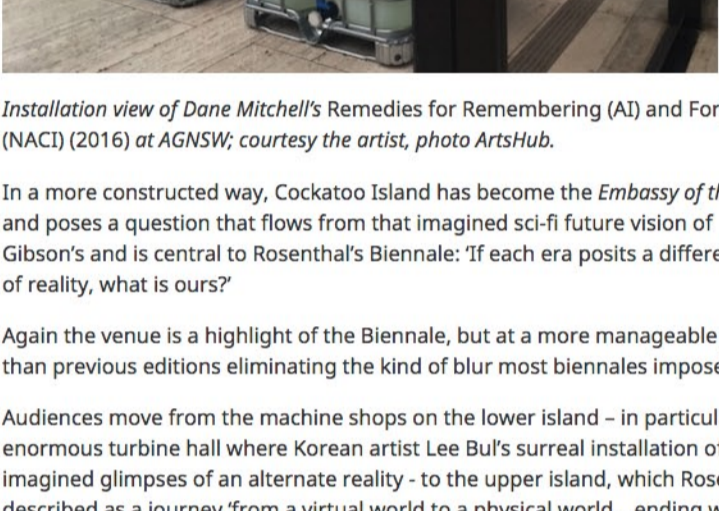 Installation view of Dane Mitchell's Remedies for Remembering (AI) and
(NACI) (2016) at AGNSW; courtesy the artist, photo ArtsHub.
In a more constructed way, Cockatoo Island has become the Embassy of
and poses a question that flows from that imagined sci-fi future vision of
Gibson's and is central to Rosenthal's Biennale: 'If each era posits a
of reality, what is ours?'
Again the venue is a highlight of the Biennale, but at a more manageable
than previous editions eliminating the kind of blur most biennales
Audiences move from the machine shops on the lower island – in
enormous turbine hall where Korean artist Lee Bul's surreal installation
imagined glimpses of an alternate reality - to the upper island, which
described as a journey 'from a virtual world to a physical world... ending